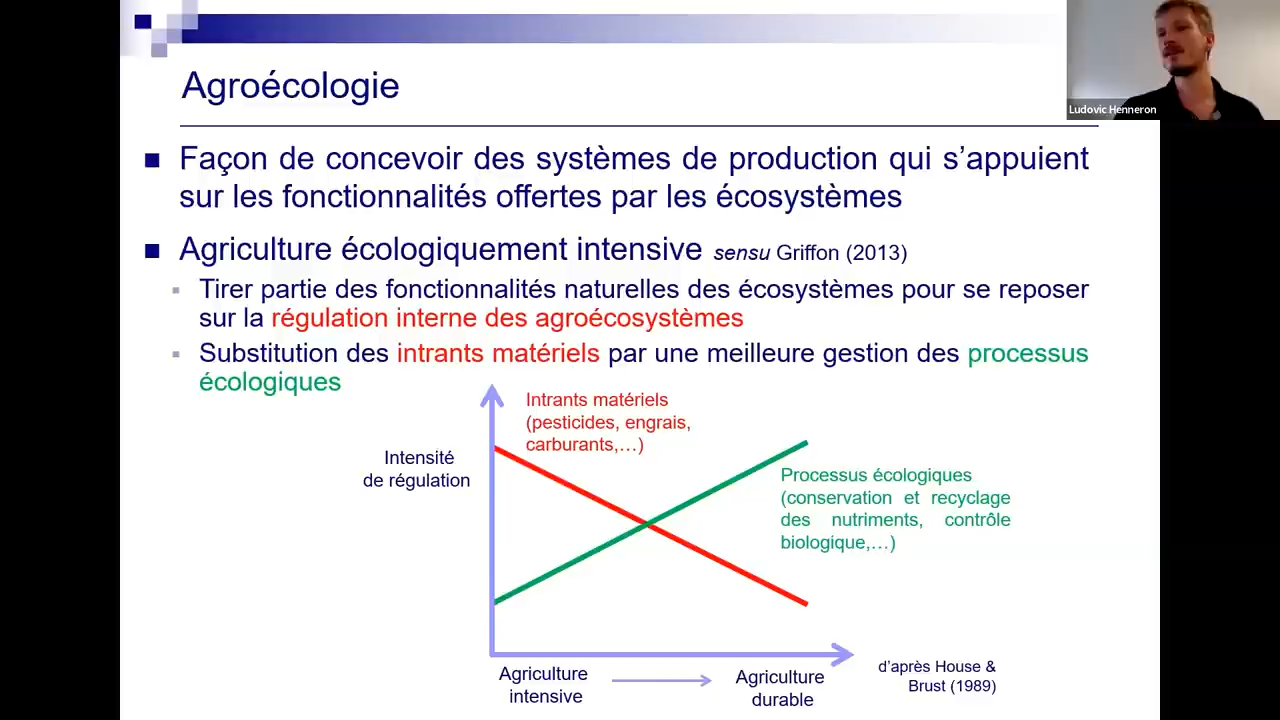 Agroécologie
Ludovic Henneron
Façon de concevoir des systèmes de production qui s'appuient
sur les fonctionnalités offertes par les écosystèmes
Agriculture écologiquement intensive sensu Griffon (2013)
Tirer partie des fonctionnalités naturelles des écosystèmes pour se reposer
sur la régulation interne des agroécosystèmes
Substitution des intrants matériels par une meilleure gestion des processus
écologiques
Intrants matériels
(pesticides, engrais,
carburants,...)
Intensité
de régulation
Processus écologiques
(conservation et recyclage
des nutriments, contrôle
biologique,...)
Agriculture
intensive
Agriculture
durable
d'après House &
Brust (1989)